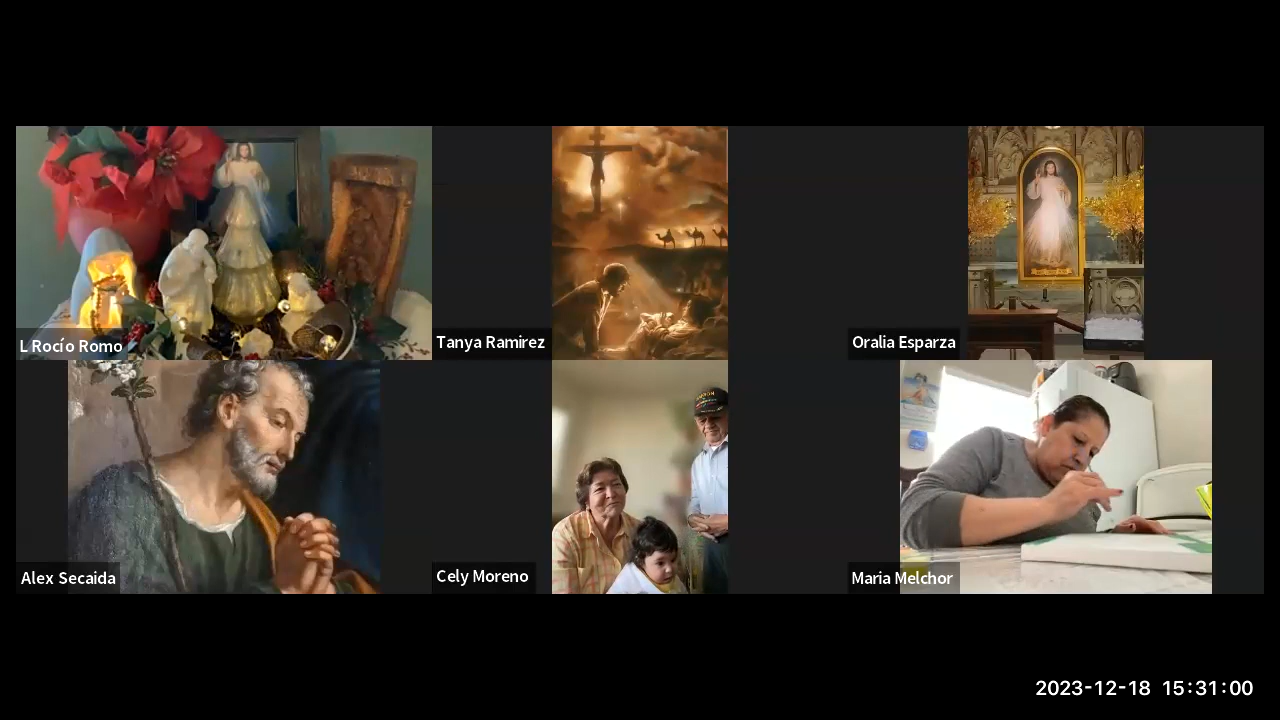 L Rocío Romo
Tanya Ramirez
Oralia Esparza
Alex Secaida
Cely Moreno
Maria Melchor
2023-12-18 15:31:00